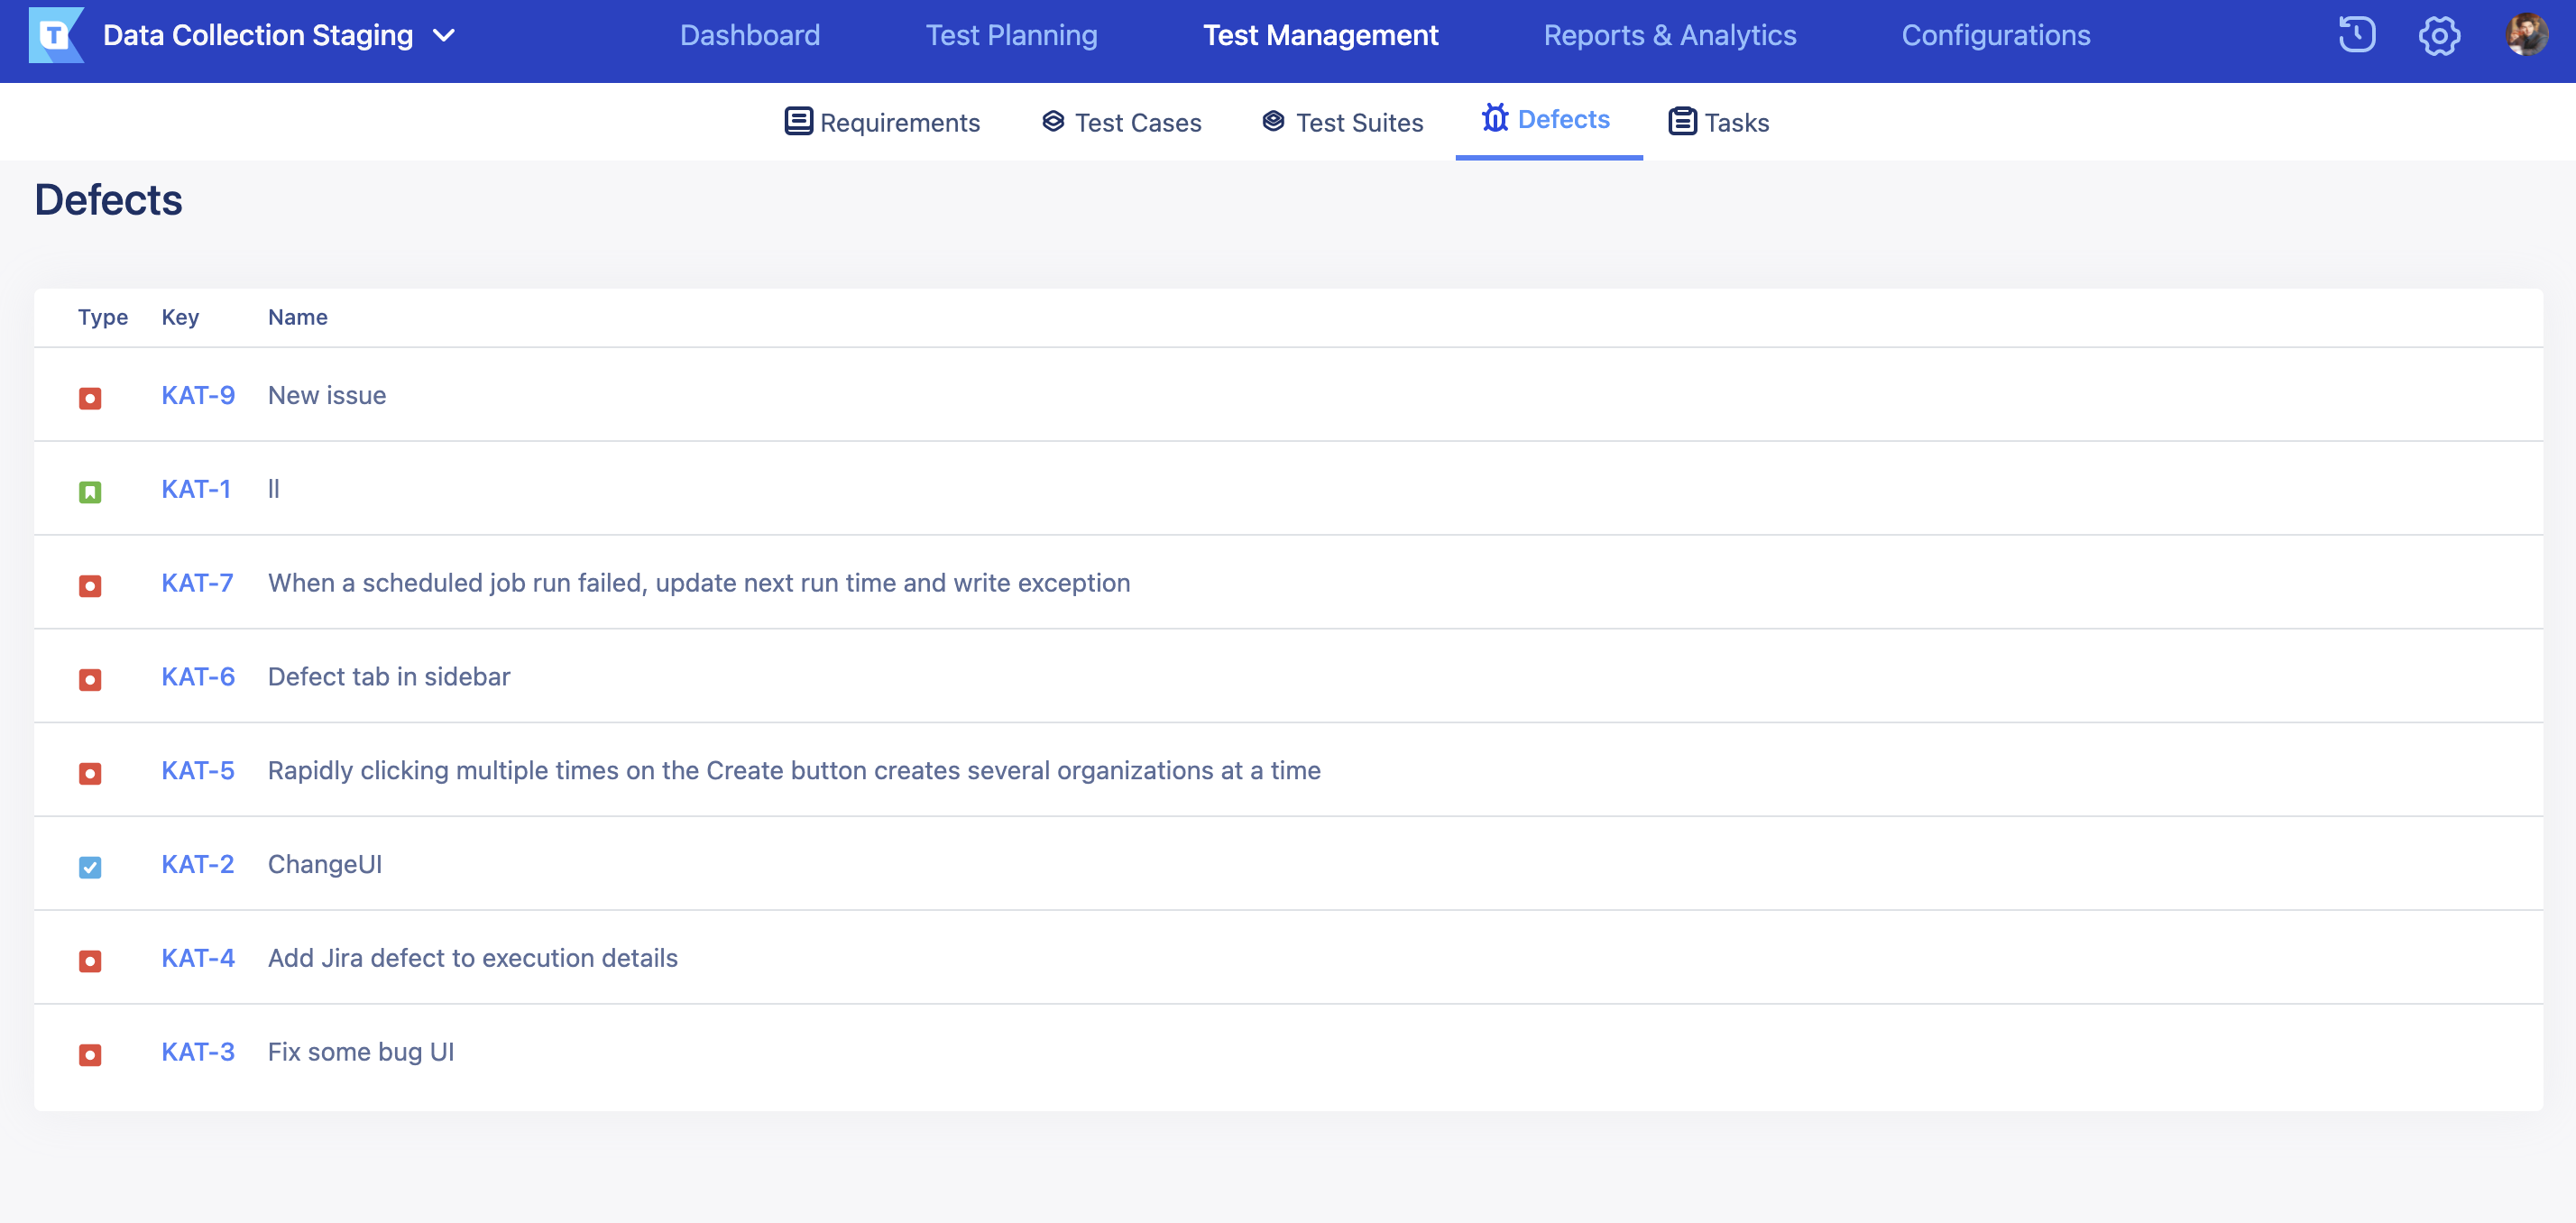 T Data Collection Staging Dashboard Test Planning Test Management Reports & Analytics Configurations
Requirements Test Cases Test Suites Defects Tasks
Defects
Type Key Name
KAT-9 New issue
KAT-1 ll
KAT-7 When a scheduled job run failed, update next run time and write exception
KAT-6 Defect tab in sidebar
KAT-5 Rapidly clicking multiple times on the Create button creates several organizations at a time
KAT-2 ChangeUI
KAT-4 Add Jira defect to execution details
KAT-3 Fix some bug UI